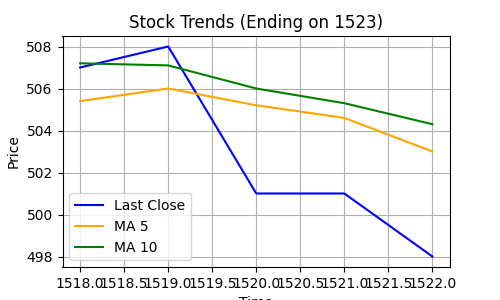 Stock Trends (Ending on 1523)
508
506
504
502
500
498
Price
Last Close
MA 5
MA 10
1518.0 1518.5 1519.0 1519.5 1520.0 1520.5 1521.0 1521.5 1522.0
Time